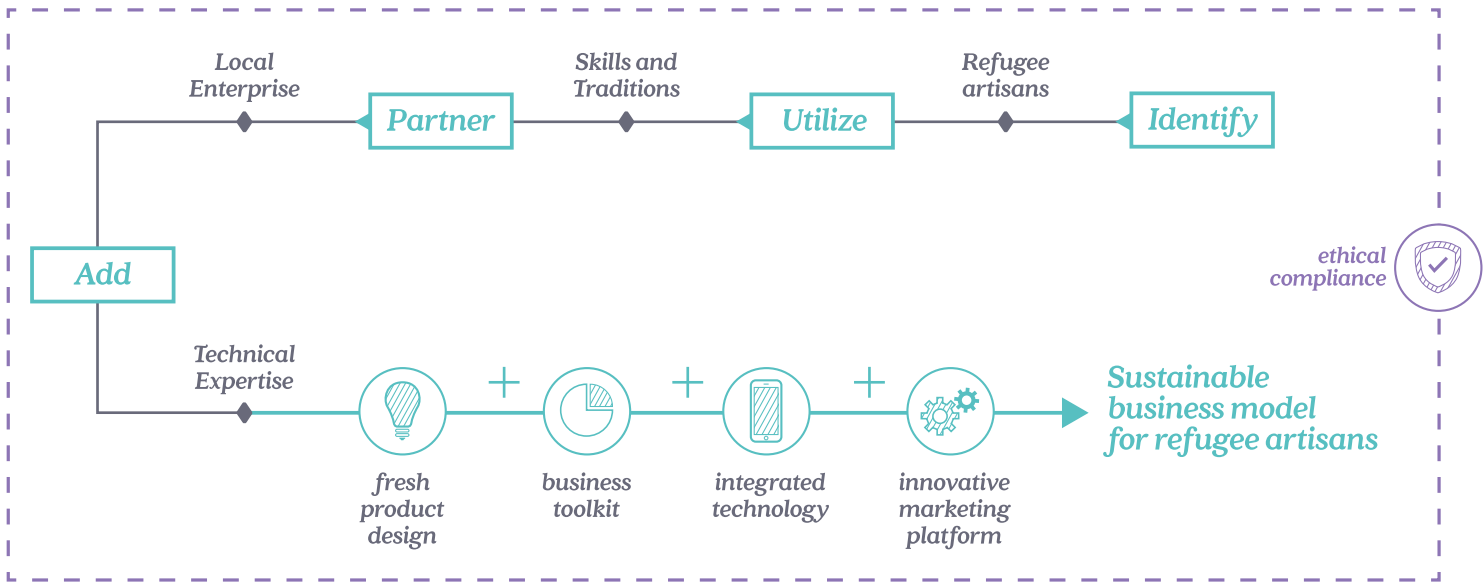 Local
Enterprise
Skills and
Traditions
Refugee
artisans
Partner
Utilize
Identify
Add
ethical
compliance
Technical
Expertise
Sustainable
business model
for refugee artisans
fresh
product
design
business
toolkit
integrated
technology
innovative
marketing
platform